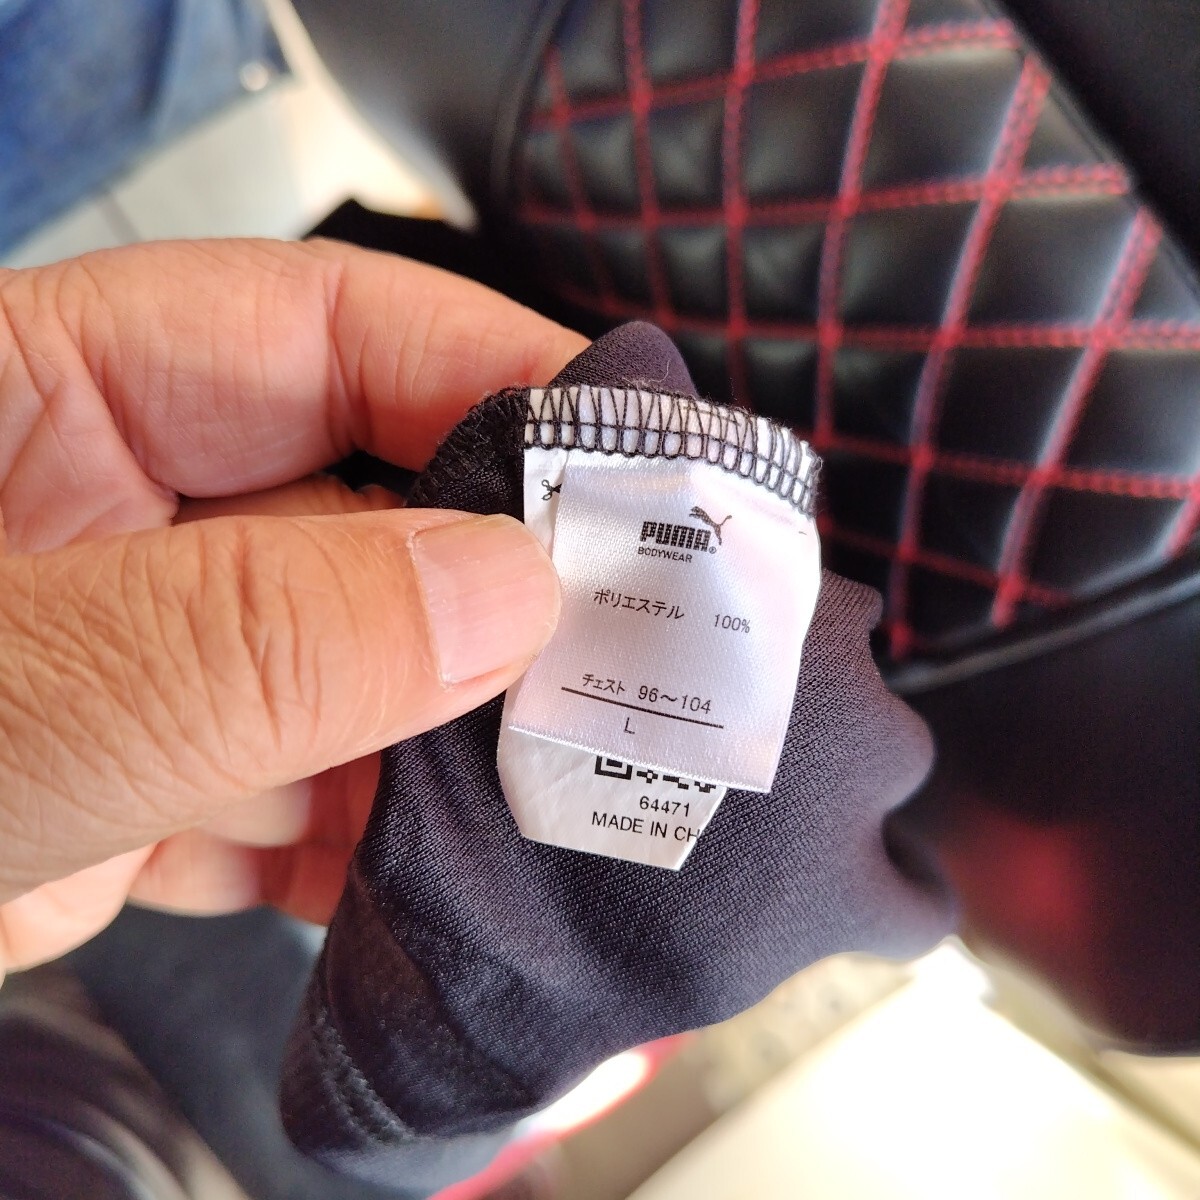 PUMA®
BODYWEAR
ポリエステル 100%
チェスト 96〜104
L
64471
MADE IN CH